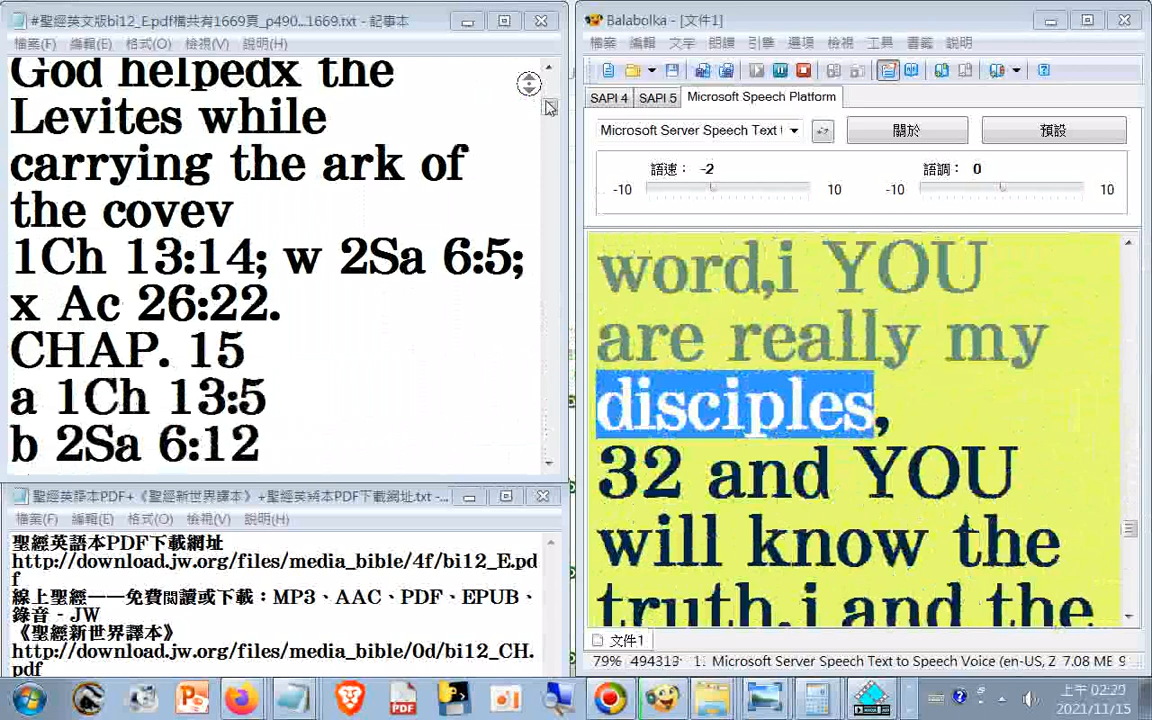 #聖經英文版bi12_E.pdf檔共有1669頁_p490...1669.txt - 記事本
檔案(F) 編輯(E) 格式(O) 檢視(V) 說明(H)
God helpedx the
Levites while
carrying the ark of
the covev
1Ch 13:14; w 2Sa 6:5;
x Ac 26:22.
CHAP. 15
a 1Ch 13:5
b 2Sa 6:12
聖經英譯本PDF+《聖經新世界譯本》+聖經英純本PDF下載網址.txt -...
檔案(F) 編輯(E) 格式(O) 檢視(V) 說明(H)
聖經英語本PDF下載網址
http://download.jw.org/files/media_bible/4f/bi12_E.pd
f
線上聖經——免費閱讀或下載：MP3、AAC、PDF、EPUB、
錄音 - JW
《聖經新世界譯本》
http://download.jw.org/files/media_bible/0d/bi12_CH.
pdf
Balabolka - [文件1]
檔案 編輯 文字 朗讀 引擎 選項 檢視 工具 書籤 說明
SAPI 4 SAPI 5 Microsoft Speech Platform
Microsoft Server Speech Text 關於 預設
語速： -2 語調： 0
-10 10 -10 10
word,i YOU
are really my
disciples,
32 and YOU
will know the
truth,j and the
文件1
79% 494313 1. Microsoft Server Speech Text to Speech Voice (en-US, Z 7.08 MB 9
PDF
上午 02:20
2021/11/15